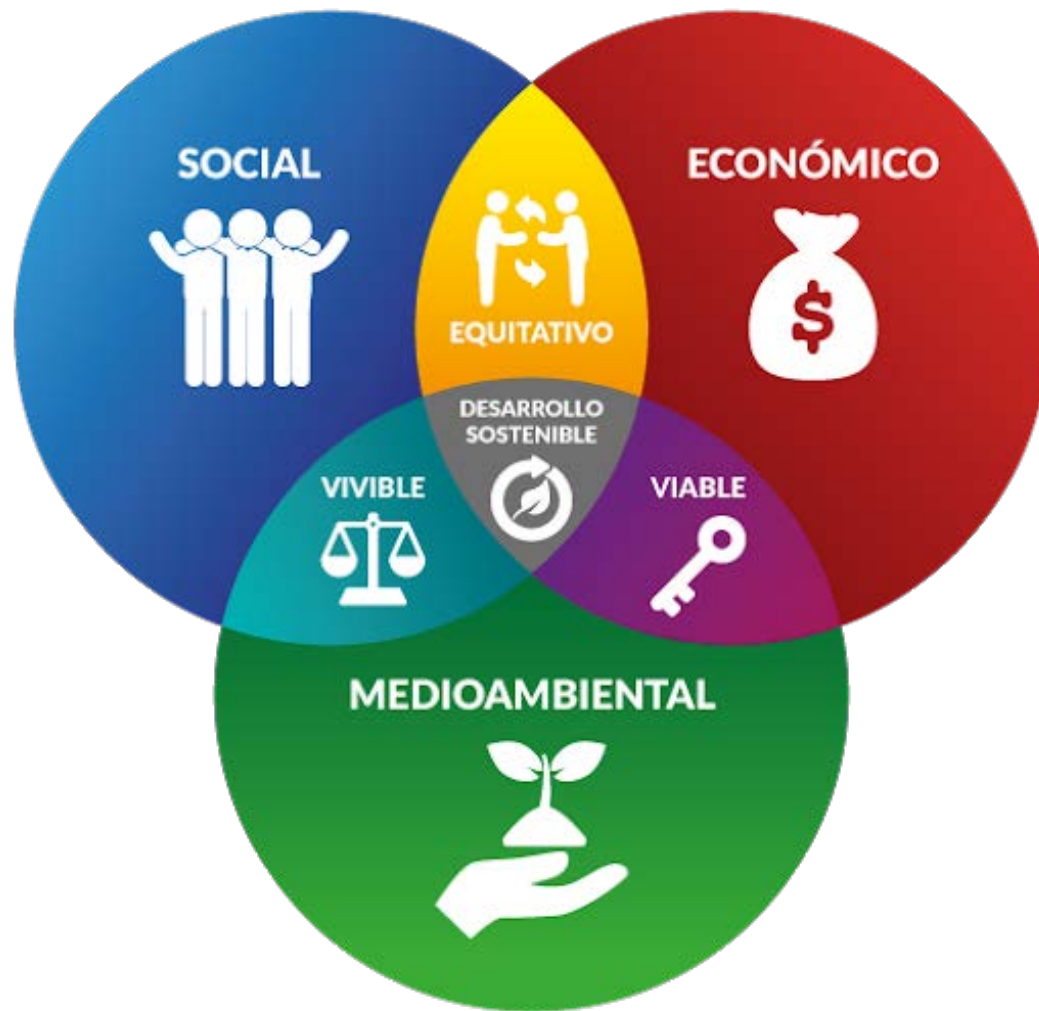 SOCIAL
ECONÓMICO
$
EQUITATIVO
DESARROLLO
SOSTENIBLE
VIVIBLE
VIABLE
MEDIOAMBIENTAL